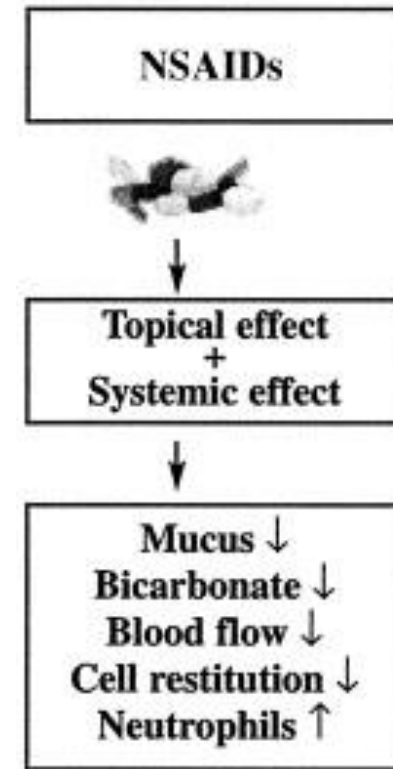 NSAIDs
Topical effect
+
Systemic effect
Mucus ↓
Bicarbonate ↓
Blood flow ↓
Cell restitution ↓
Neutrophils ↑